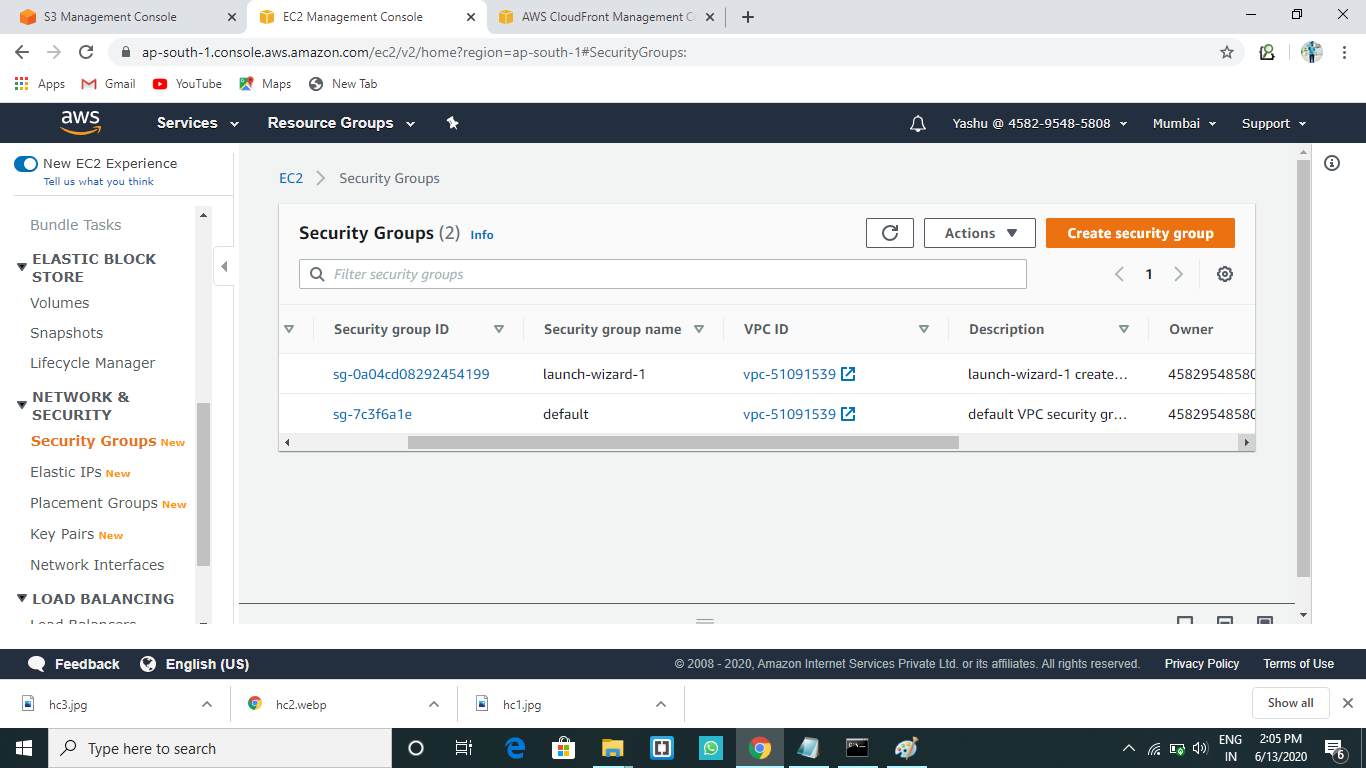 S3 Management Console
EC2 Management Console
AWS CloudFront Management Co
ap-south-1.console.aws.amazon.com/ec2/v2/home?region=ap-south-1#SecurityGroups:
Apps
Gmail
YouTube
Maps
New Tab
aws
Services
Resource Groups
Yashu @ 4582-9548-5808
Mumbai
Support
New EC2 Experience
Tell us what you think
Bundle Tasks
ELASTIC BLOCK
STORE
Volumes
Snapshots
Lifecycle Manager
NETWORK &
SECURITY
Security Groups New
Elastic IPs New
Placement Groups New
Key Pairs New
Network Interfaces
LOAD BALANCING
Load Balancers
EC2 > Security Groups
Security Groups (2) Info
Actions
Create security group
Filter security groups
1
Security group ID
Security group name
VPC ID
Description
Owner
sg-0a04cd08292454199
launch-wizard-1
vpc-51091539
launch-wizard-1 create...
45829548580
sg-7c3f6a1e
default
vpc-51091539
default VPC security gr...
45829548580
Feedback
English (US)
© 2008 - 2020, Amazon Internet Services Private Ltd. or its affiliates. All rights reserved.
Privacy Policy
Terms of Use
hc3.jpg
hc2.webp
hc1.jpg
Show all
Type here to search
ENG
IN
2:05 PM
6/13/2020
6